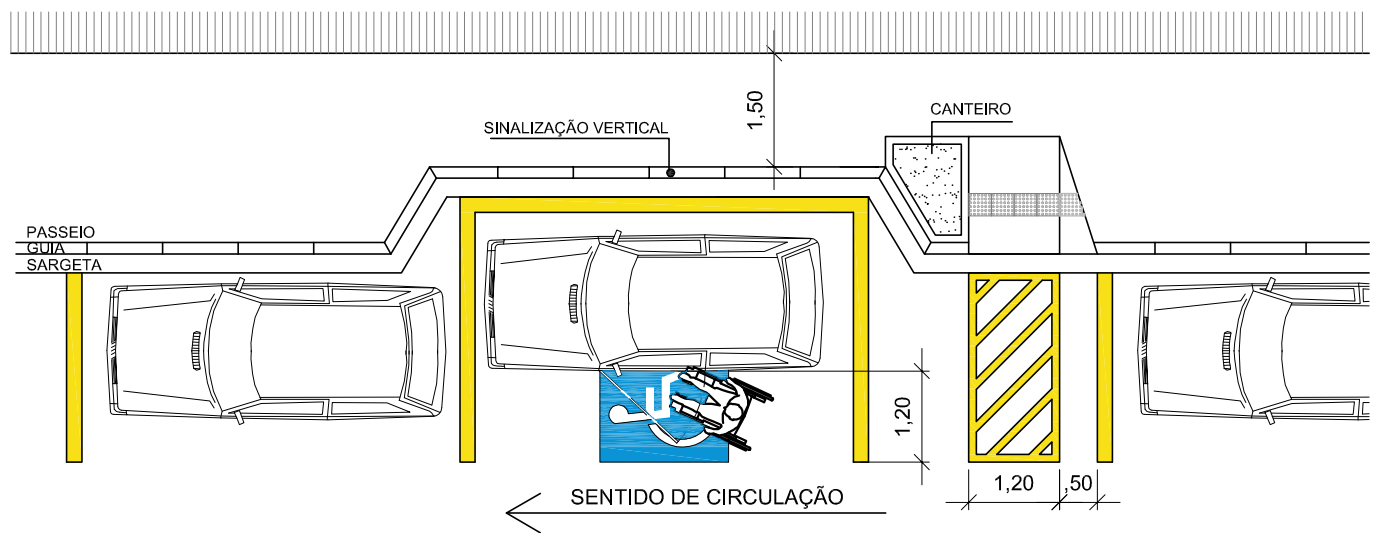 1,50
CANTEIRO
SINALIZAÇÃO VERTICAL
PASSEIO
GUIA
SARGETA
1,20
1,20
,50
SENTIDO DE CIRCULAÇÃO